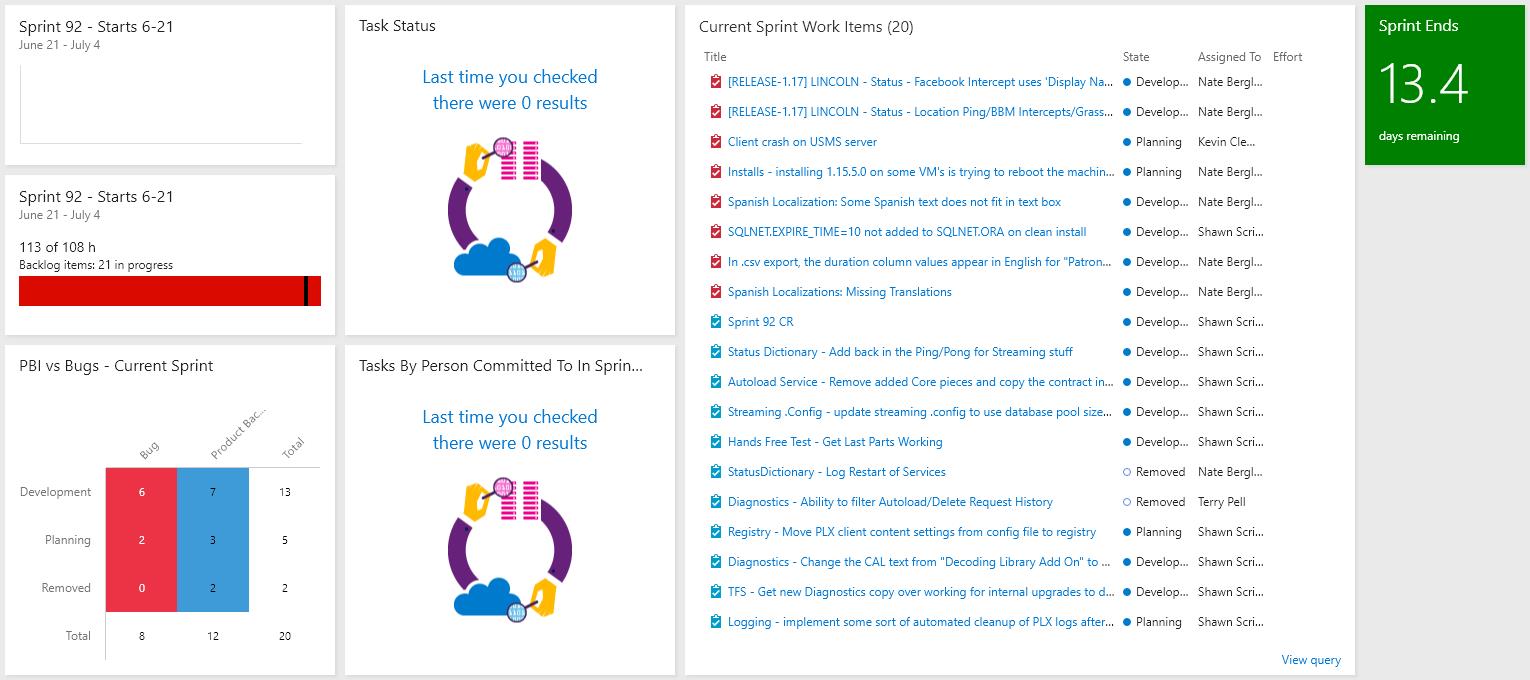 Sprint 92 - Starts 6-21
June 21 - July 4
Sprint 92 - Starts 6-21
June 21 - July 4
113 of 108 h
Backlog items: 21 in progress
PBI vs Bugs - Current Sprint
Bug Product Bac... Total
Development 6 7 13
Planning 2 3 5
Removed 0 2 2
Total 8 12 20
Task Status
Last time you checked
there were 0 results
Tasks By Person Committed To In Sprin...
Last time you checked
there were 0 results
Current Sprint Work Items (20)
Title State Assigned To Effort
[RELEASE-1.17] LINCOLN - Status - Facebook Intercept uses 'Display Na... Develop... Nate Bergl...
[RELEASE-1.17] LINCOLN - Status - Location Ping/BBM Intercepts/Grass... Develop... Nate Bergl...
Client crash on USMS server Planning Kevin Cle...
Installs - installing 1.15.5.0 on some VM's is trying to reboot the machin... Planning Nate Bergl...
Spanish Localization: Some Spanish text does not fit in text box Develop... Nate Bergl...
SQLNET.EXPIRE_TIME=10 not added to SQLNET.ORA on clean install Develop... Shawn Scri...
In .csv export, the duration column values appear in English for "Patron... Develop... Nate Bergl...
Spanish Localizations: Missing Translations Develop... Nate Bergl...
Sprint 92 CR Develop... Shawn Scri...
Status Dictionary - Add back in the Ping/Pong for Streaming stuff Develop... Shawn Scri...
Autoload Service - Remove added Core pieces and copy the contract in... Develop... Shawn Scri...
Streaming .Config - update streaming .config to use database pool size... Develop... Shawn Scri...
Hands Free Test - Get Last Parts Working Develop... Shawn Scri...
StatusDictionary - Log Restart of Services Removed Nate Bergl...
Diagnostics - Ability to filter Autoload/Delete Request History Removed Terry Pell
Registry - Move PLX client content settings from config file to registry Planning Shawn Scri...
Diagnostics - Change the CAL text from "Decoding Library Add On" to ... Develop... Shawn Scri...
TFS - Get new Diagnostics copy over working for internal upgrades to d... Develop... Shawn Scri...
Logging - implement some sort of automated cleanup of PLX logs after... Planning Shawn Scri...
View query
Sprint Ends
13.4
days remaining